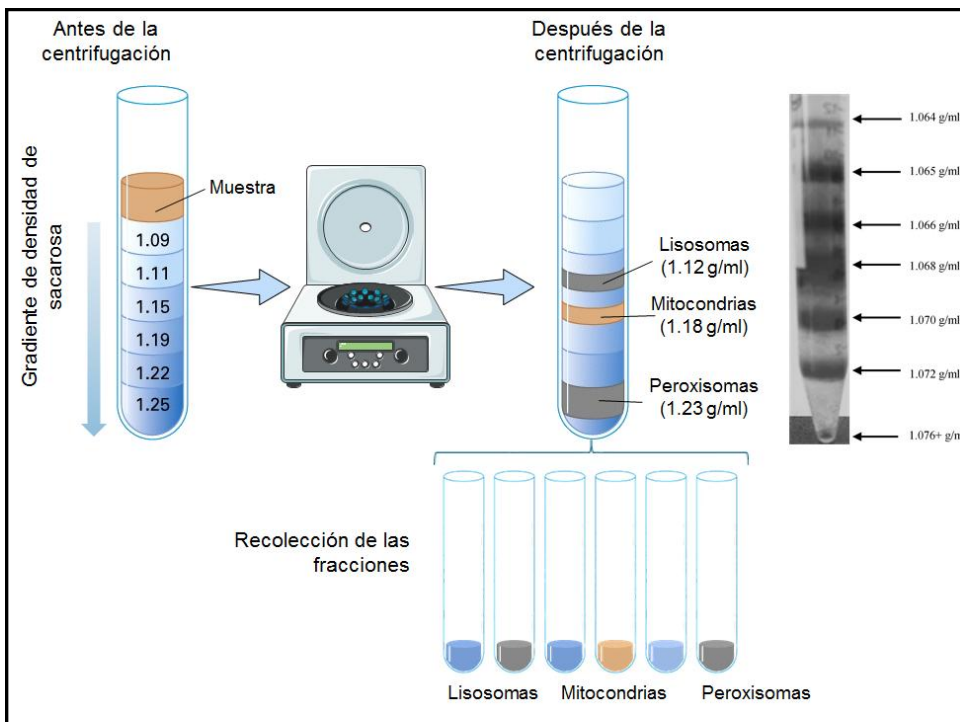 Antes de la
centrifugación
Después de la
centrifugación
Gradiente de densidad de
sacarosa
Muestra
1.09
1.11
1.15
1.19
1.22
1.25
Lisosomas
(1.12 g/ml)
Mitocondrias
(1.18 g/ml)
Peroxisomas
(1.23 g/ml)
1.064 g/ml
1.065 g/ml
1.066 g/ml
1.068 g/ml
1.070 g/ml
1.072 g/ml
1.076+ g/m
Recolección de las
fracciones
Lisosomas
Mitocondrias
Peroxisomas